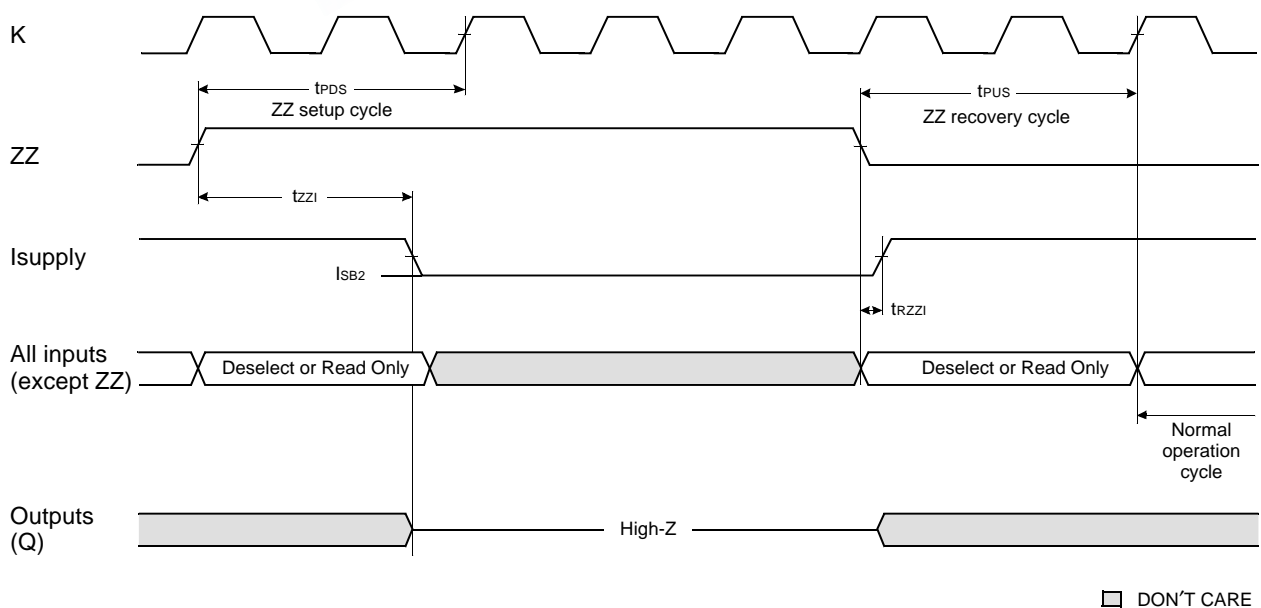 K
tPDS
ZZ setup cycle
tPUS
ZZ recovery cycle
ZZ
tZZI
Isupply
ISB2
tRZZI
All inputs
(except ZZ)
Deselect or Read Only
Deselect or Read Only
Normal
operation
cycle
Outputs
(Q)
High-Z
DON′T CARE